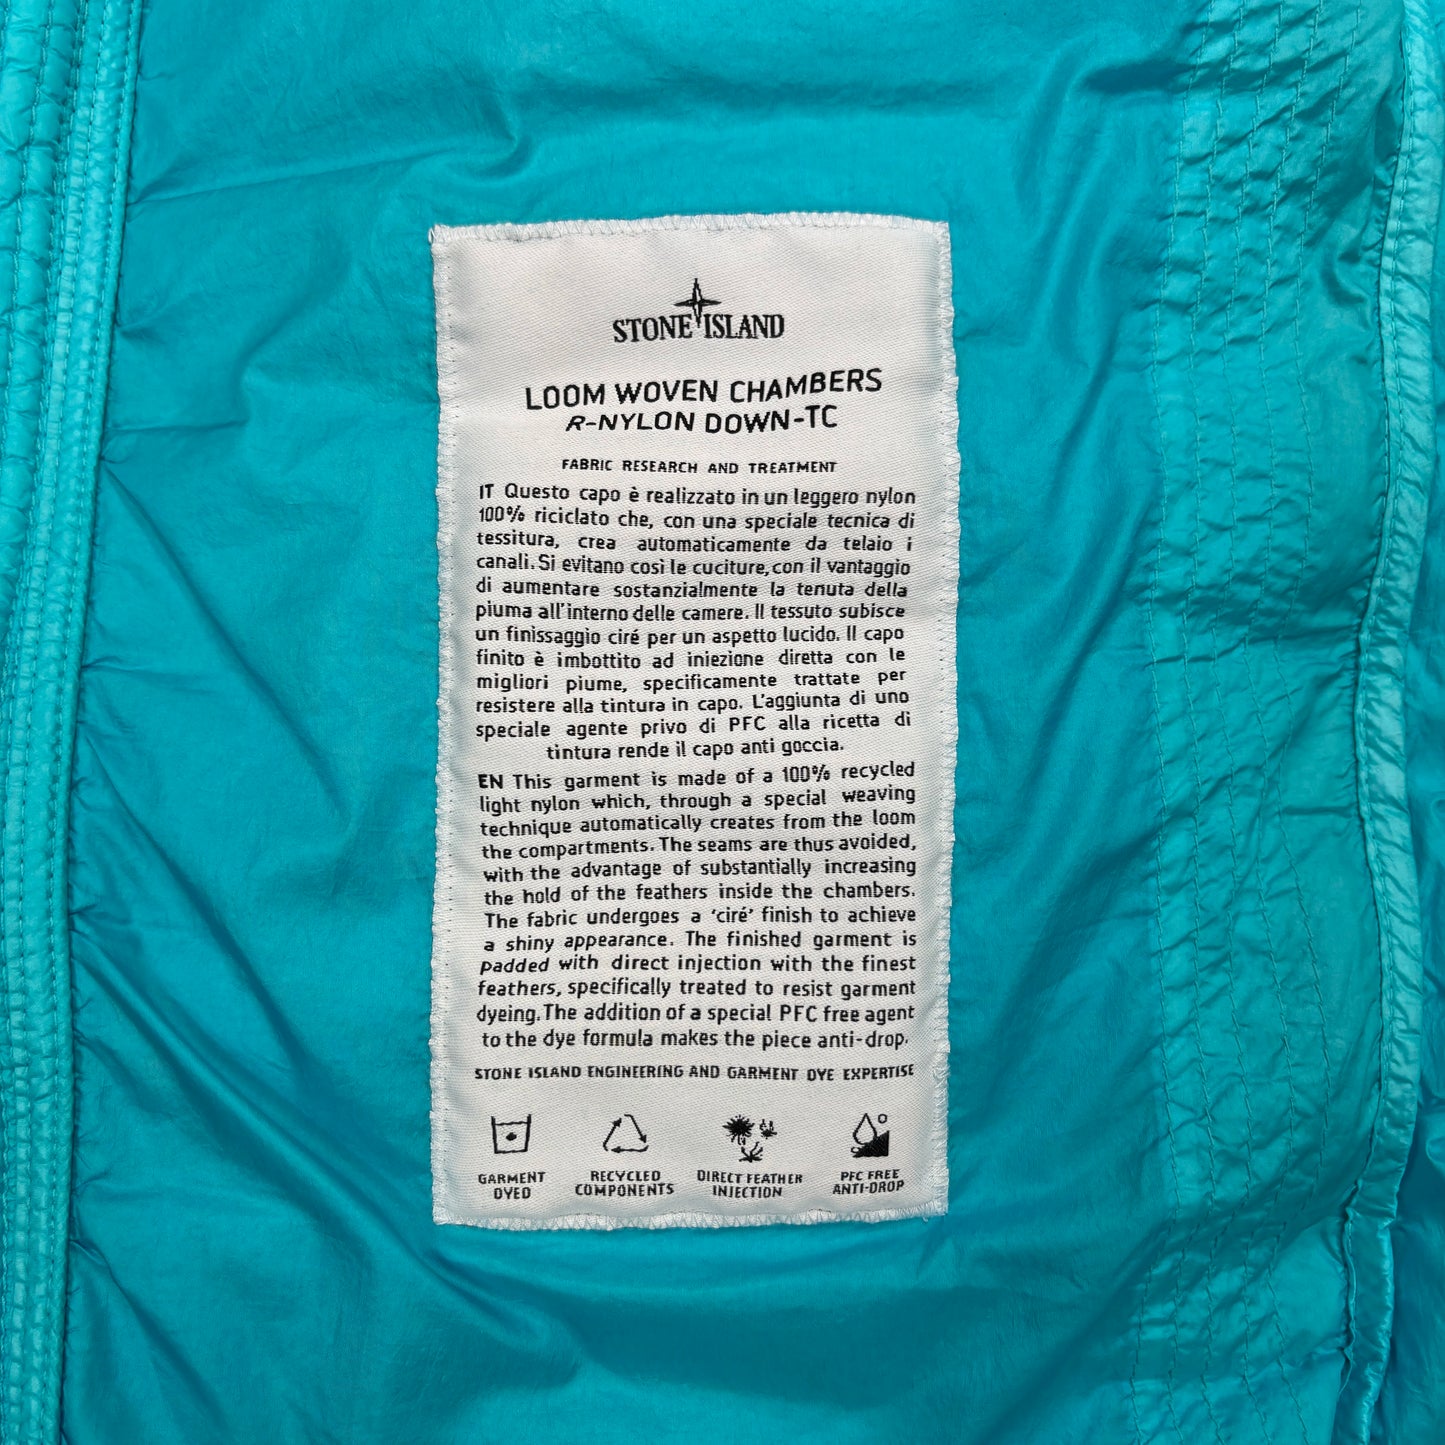 STONE ISLAND
LOOM WOVEN CHAMBERS
R-NYLON DOWN-TC
FABRIC RESEARCH AND TREATMENT
IT Questo capo è realizzato in un leggero nylon
100% riciclato che, con una speciale tecnica di
tessitura, crea automaticamente da telaio i
canali. Si evitano così le cuciture, con il vantaggio
di aumentare sostanzialmente la tenuta della
piuma all'interno delle camere. Il tessuto subisce
un finissaggio ciré per un aspetto lucido. Il capo
finito è imbottito ad iniezione diretta con le
migliori piume, specificamente trattate per
resistere alla tintura in capo. L'aggiunta di uno
speciale agente privo di PFC alla ricetta di
tintura rende il capo anti goccia.
EN This garment is made of a 100% recycled
light nylon which, through a special weaving
technique automatically creates from the loom
the compartments. The seams are thus avoided,
with the advantage of substantially increasing
the hold of the feathers inside the chambers.
The fabric undergoes a 'ciré' finish to achieve
a shiny appearance. The finished garment is
padded with direct injection with the finest
feathers, specifically treated to resist garment
dyeing. The addition of a special PFC free agent
to the dye formula makes the piece anti-drop.
STONE ISLAND ENGINEERING AND GARMENT DYE EXPERTISE
GARMENT
DYED
RECYCLED
COMPONENTS
DIRECT FEATHER
INJECTION
PFC FREE
ANTI-DROP